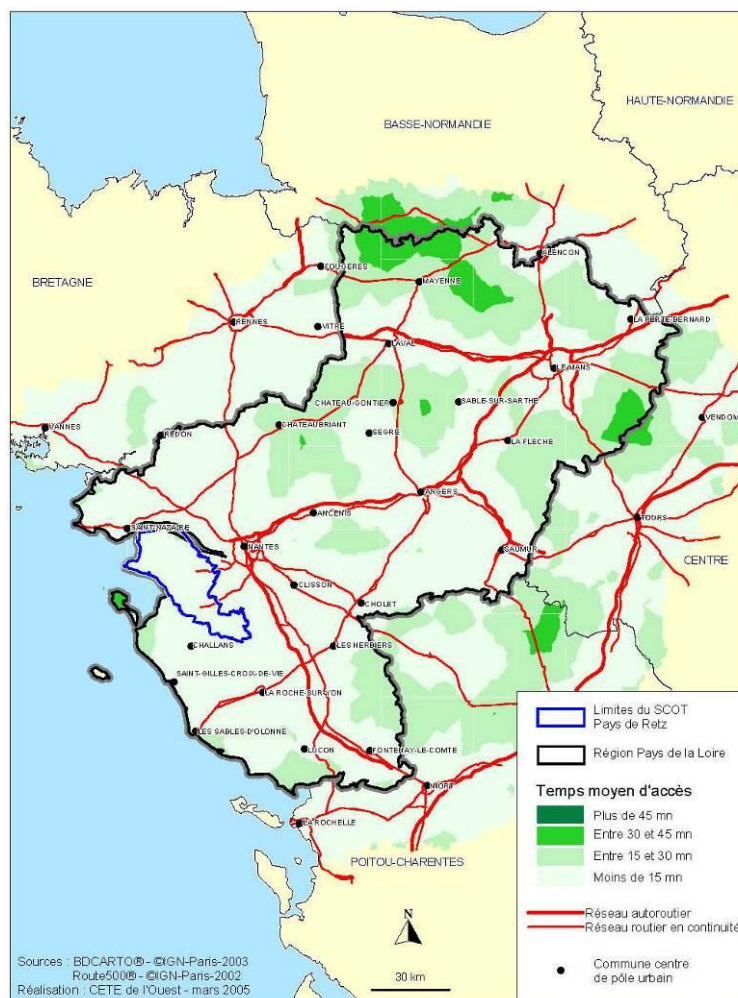 HAUTE-NORMANDIE
BASSE-NORMANDIE
ALENCON
FOUGERES
MAYENNE
BRETAGNE
LA FERTE-BERNARD
RENNES
VITRE
LAVAL
LE MANS
CHATEAU-GONTIER
SABLE-SUR-SARTHE
VENDOM
VANNES
CHATEAUBRIANT
SEGRE
REDON
LA FLECHE
ANGERS
ANCENIS
TOURS
SAINT-NAZAIRE
NANTES
SAUMUR
CENTRE
CLISSON
CHOLET
CHALLANS
LES HERBIERS
SAINT-GILLES-CROIX-DE-VIE
LA ROCHE-SUR-YON
LES SABLES-D'OLONNE
LUCON
FONTENAY-LE-COMTE
NIORT
LA ROCHELLE
POITOU-CHARENTES
Limites du SCOT
Pays de Retz
Région Pays de la Loire
Temps moyen d'accès
Plus de 45 mn
Entre 30 et 45 mn
Entre 15 et 30 mn
Moins de 15 mn
Réseau autoroutier
Réseau routier en continuité
Commune centre
de pôle urbain
N
30 km
Sources : BDCARTO® - ©IGN-Paris-2003
Route500® - ©IGN-Paris-2002
Réalisation : CETE de l'Ouest - mars 2005